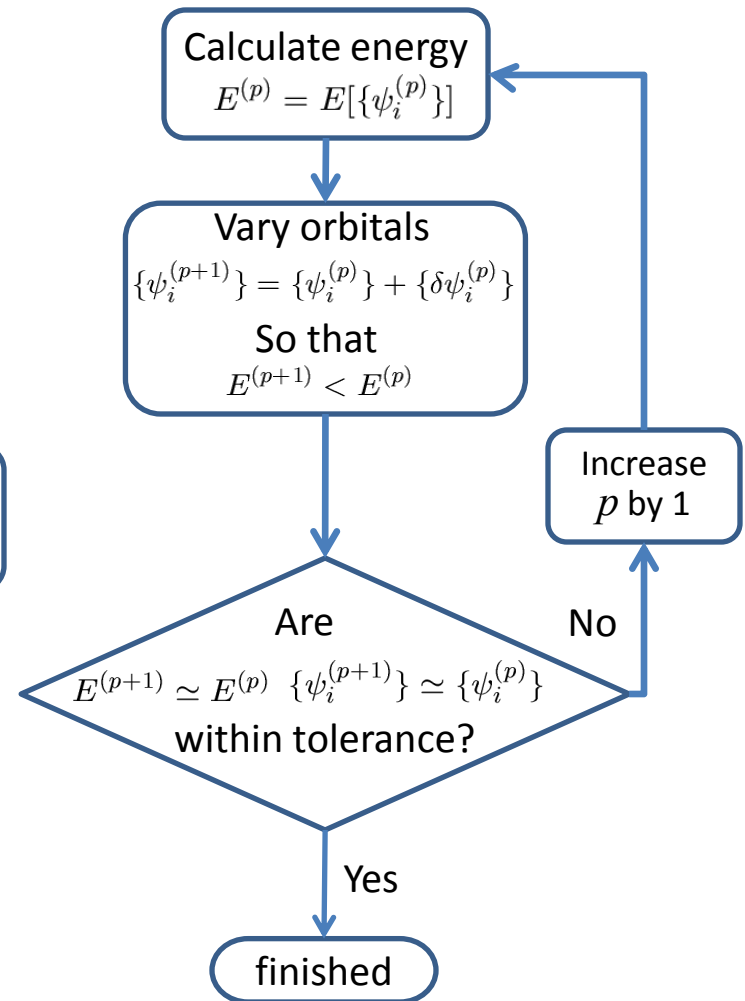 Calculate energy
$E^{(p)} = E[\{\psi_i^{(p)}\}]$
Vary orbitals
$\{\psi_i^{(p+1)}\} = \{\psi_i^{(p)}\} + \{\delta\psi_i^{(p)}\}$
So that
$E^{(p+1)} < E^{(p)}$
Increase
$p$ by 1
Are
No
$E^{(p+1)} \simeq E^{(p)}$ $\{\psi_i^{(p+1)}\} \simeq \{\psi_i^{(p)}\}$
within tolerance?
Yes
finished